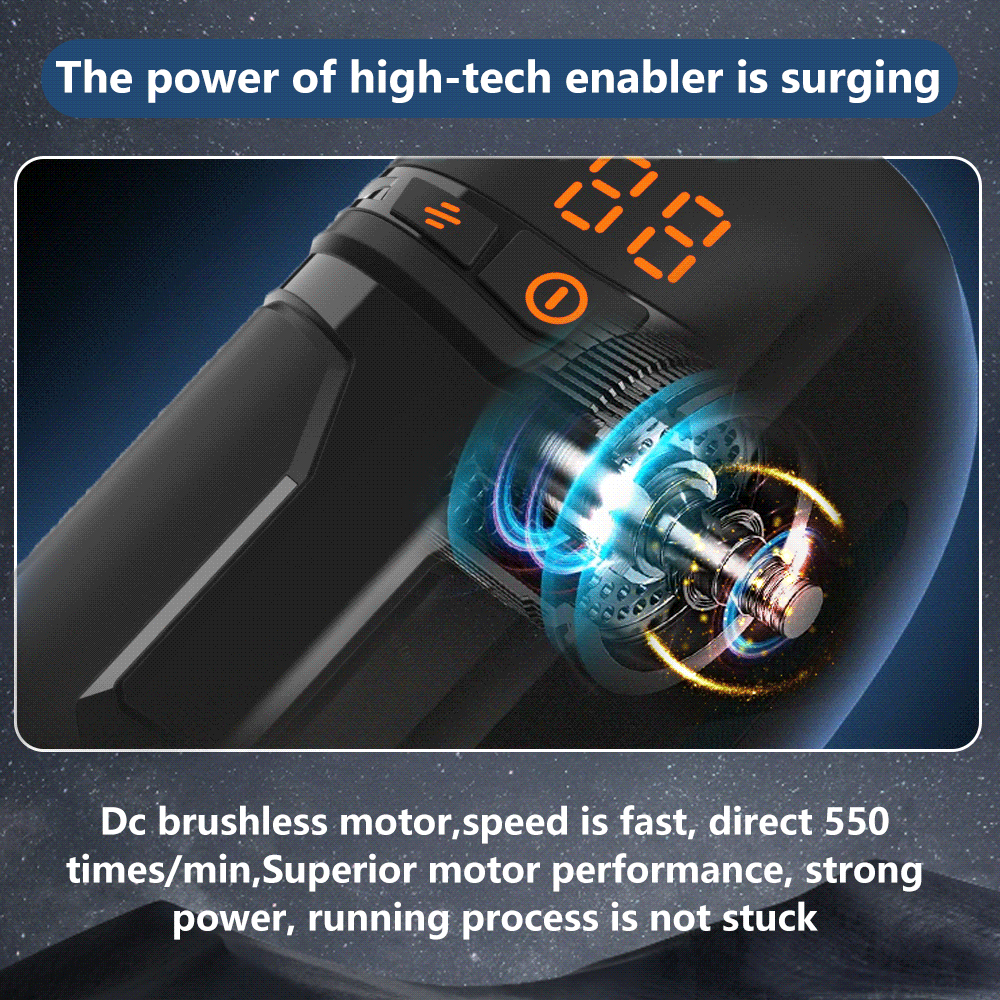 The power of high-tech enabler is surging
88
Dc brushless motor,speed is fast, direct 550
times/min,Superior motor performance, strong
power, running process is not stuck